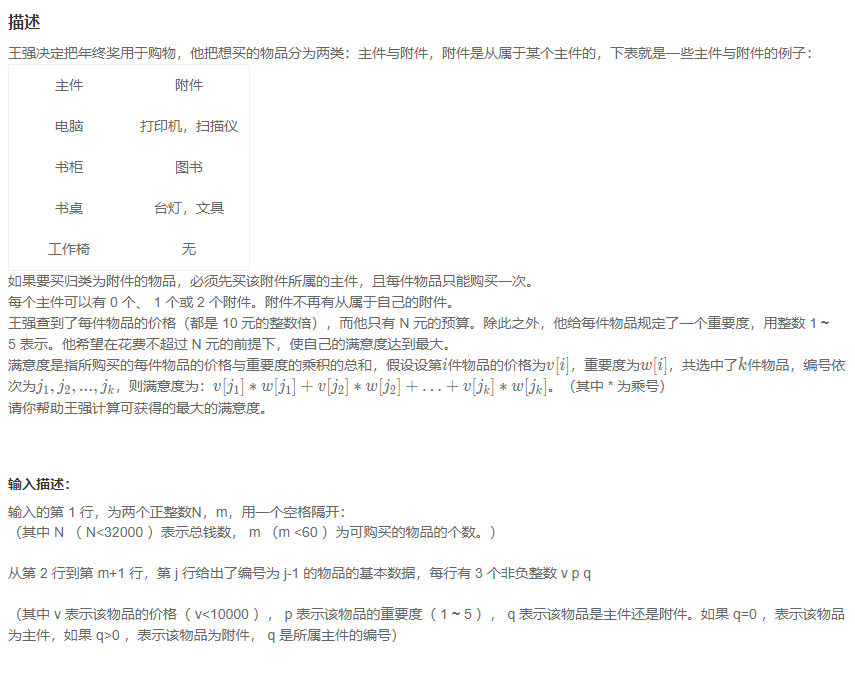 描述
王强决定把年终奖用于购物，他把想买的物品分为两类：主件与附件，附件是从属于某个主件的，下表就是一些主件与附件的例子：
主件 附件
电脑 打印机，扫描仪
书柜 图书
书桌 台灯，文具
工作椅 无
如果要买归类为附件的物品，必须先买该附件所属的主件，且每件物品只能购买一次。
每个主件可以有 0 个、 1 个或 2 个附件。附件不再有从属于自己的附件。
王强查到了每件物品的价格（都是 10 元的整数倍），而他只有 N 元的预算。除此之外，他给每件物品规定了一个重要度，用整数 1 ~
5 表示。他希望在花费不超过 N 元的前提下，使自己的满意度达到最大。
满意度是指所购买的每件物品的价格与重要度的乘积的总和，假设设第i件物品的价格为v[i]，重要度为w[i]，共选中了k件物品，编号依
次为j₁,j₂,...,jₖ，则满意度为：v[j₁]*w[j₁]+v[j₂]*w[j₂]+...+v[jₖ]*w[jₖ]。（其中 * 为乘号）
请你帮助王强计算可获得的最大的满意度。
输入描述：
输入的第 1 行，为两个正整数N，m，用一个空格隔开：
（其中 N （ N<32000 ）表示总钱数， m （m <60 ）为可购买的物品的个数。）
从第 2 行到第 m+1 行，第 j 行给出了编号为 j-1 的物品的基本数据，每行有 3 个非负整数 v p q
（其中 v 表示该物品的价格（ v<10000 ）， p 表示该物品的重要度（ 1 ~ 5 ）， q 表示该物品是主件还是附件。如果 q=0 ，表示该物品
为主件，如果 q>0 ，表示该物品为附件， q 是所属主件的编号）